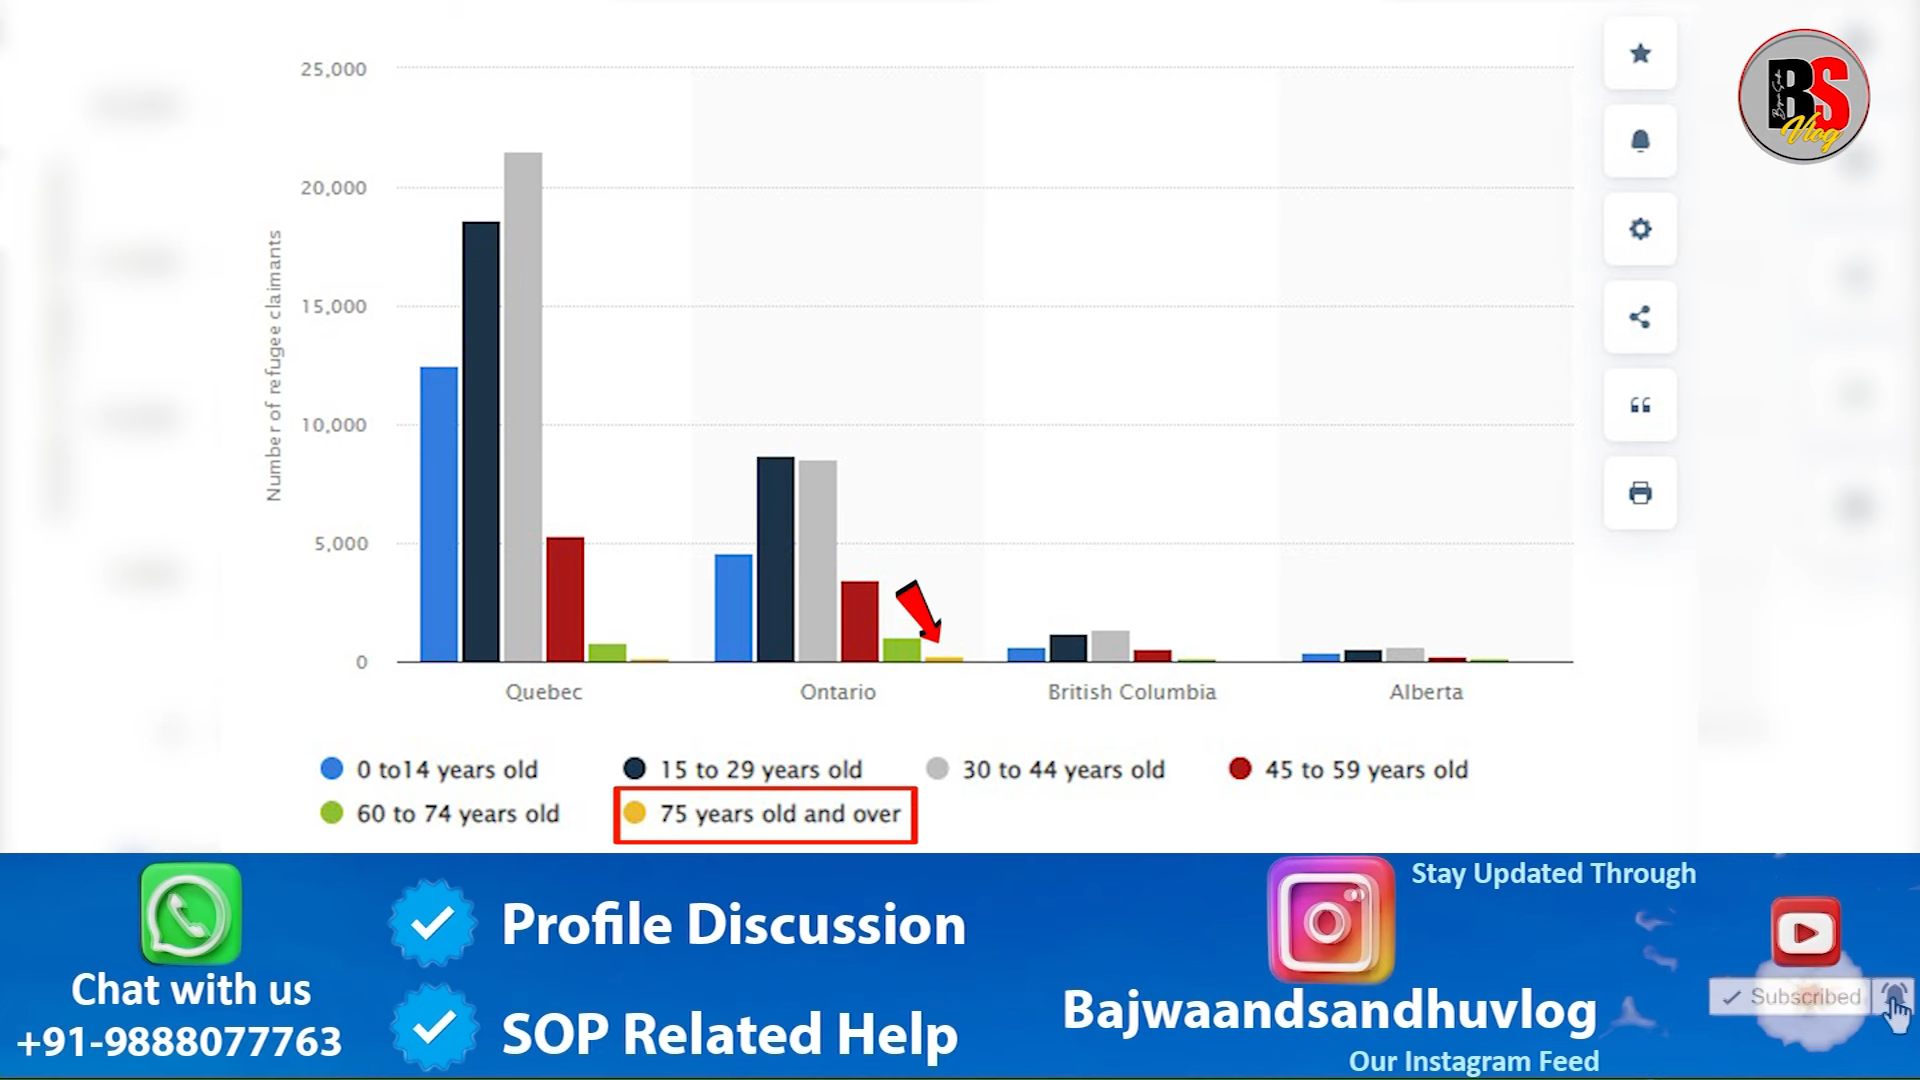 BS
Vlog
25,000
20,000
15,000
10,000
5,000
0
Number of refugee claimants
Quebec
Ontario
British Columbia
Alberta
0 to14 years old
15 to 29 years old
30 to 44 years old
45 to 59 years old
60 to 74 years old
75 years old and over
Chat with us
+91-9888077763
Profile Discussion
SOP Related Help
Stay Updated Through
Bajwaandsandhuvlog
Our Instagram Feed
Subscribed